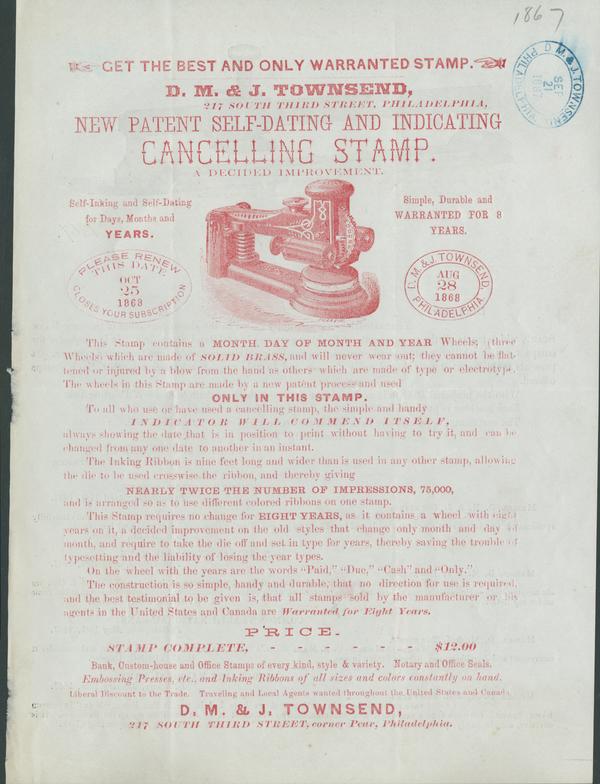 1867
GET THE BEST AND ONLY WARRANTED STAMP.
D. M. & J. TOWNSEND
SEP
21
1867
PHILADELPHIA
D. M. & J. TOWNSEND,
217 SOUTH THIRD STREET, PHILADELPHIA,
NEW PATENT SELF-DATING AND INDICATING
CANCELLING STAMP.
A DECIDED IMPROVEMENT.
Self-Inking and Self-Dating
for Days, Months and
YEARS.
Simple, Durable and
WARRANTED FOR 8
YEARS.
PLEASE RENEW
THIS DATE
OCT
25
1868
CLOSES YOUR SUBSCRIPTION
D. M. & J. TOWNSEND,
AUG
28
1868
PHILADELPHIA
This Stamp contains a MONTH, DAY OF MONTH AND YEAR Wheels; (three
Wheels) which are made of SOLID BRASS, and will never wear out; they cannot be flat-
tened or injured by a blow from the hand as others which are made of type or electrotype.
The wheels in this Stamp are made by a new patent process and used
ONLY IN THIS STAMP.
To all who use or have used a cancelling stamp, the simple and handy
INDICATOR WILL COMMEND ITSELF,
always showing the date that is in position to print without having to try it, and can be
changed from any one date to another in an instant.
The Inking Ribbon is nine feet long and wider than is used in any other stamp, allowing
the die to be used crosswise the ribbon, and thereby giving
NEARLY TWICE THE NUMBER OF IMPRESSIONS, 75,000,
and is arranged so as to use different colored ribbons on one stamp.
This Stamp requires no change for EIGHT YEARS, as it contains a wheel with eight
years on it, a decided improvement on the old styles that change only month and day of
month, and require to take the die off and set in type for years, thereby saving the trouble of
typesetting and the liability of losing the year types.
On the wheel with the years are the words "Paid," "Due," "Cash" and "Only."
The construction is so simple, handy and durable, that no direction for use is required,
and the best testimonial to be given is, that all stamps sold by the manufacturer or his
agents in the United States and Canada are Warranted for Eight Years.
PRICE.
STAMP COMPLETE, - - - - - - $12.00
Bank, Custom-house and Office Stamps of every kind, style & variety. Notary and Office Seals,
Embossing Presses, etc., and Inking Ribbons of all sizes and colors constantly on hand.
Liberal Discount to the Trade. Traveling and Local Agents wanted throughout the United States and Canada.
D. M. & J. TOWNSEND,
217 SOUTH THIRD STREET, corner Pear, Philadelphia.